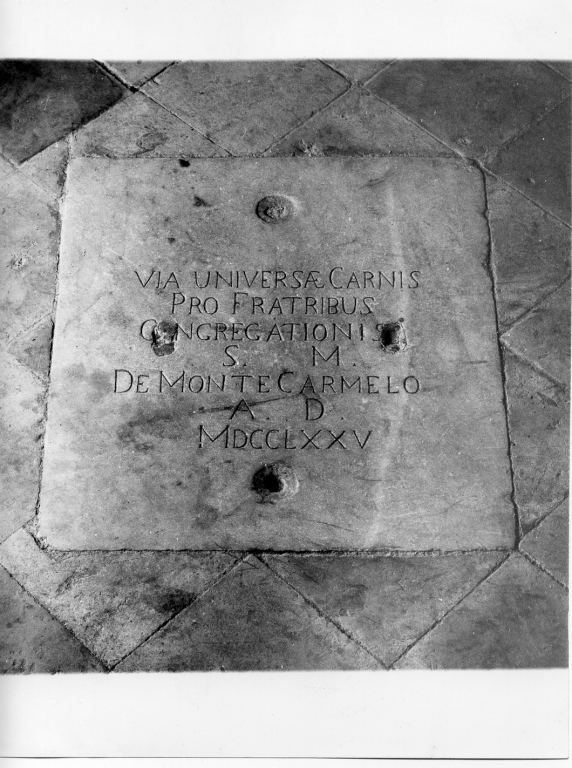 VIA UNIVERSÆ CARNIS
PRO FRATRIBUS
CONGREGATIONIS
S. M.
DE MONTE CARMELO
A. D.
MDCCLXXV